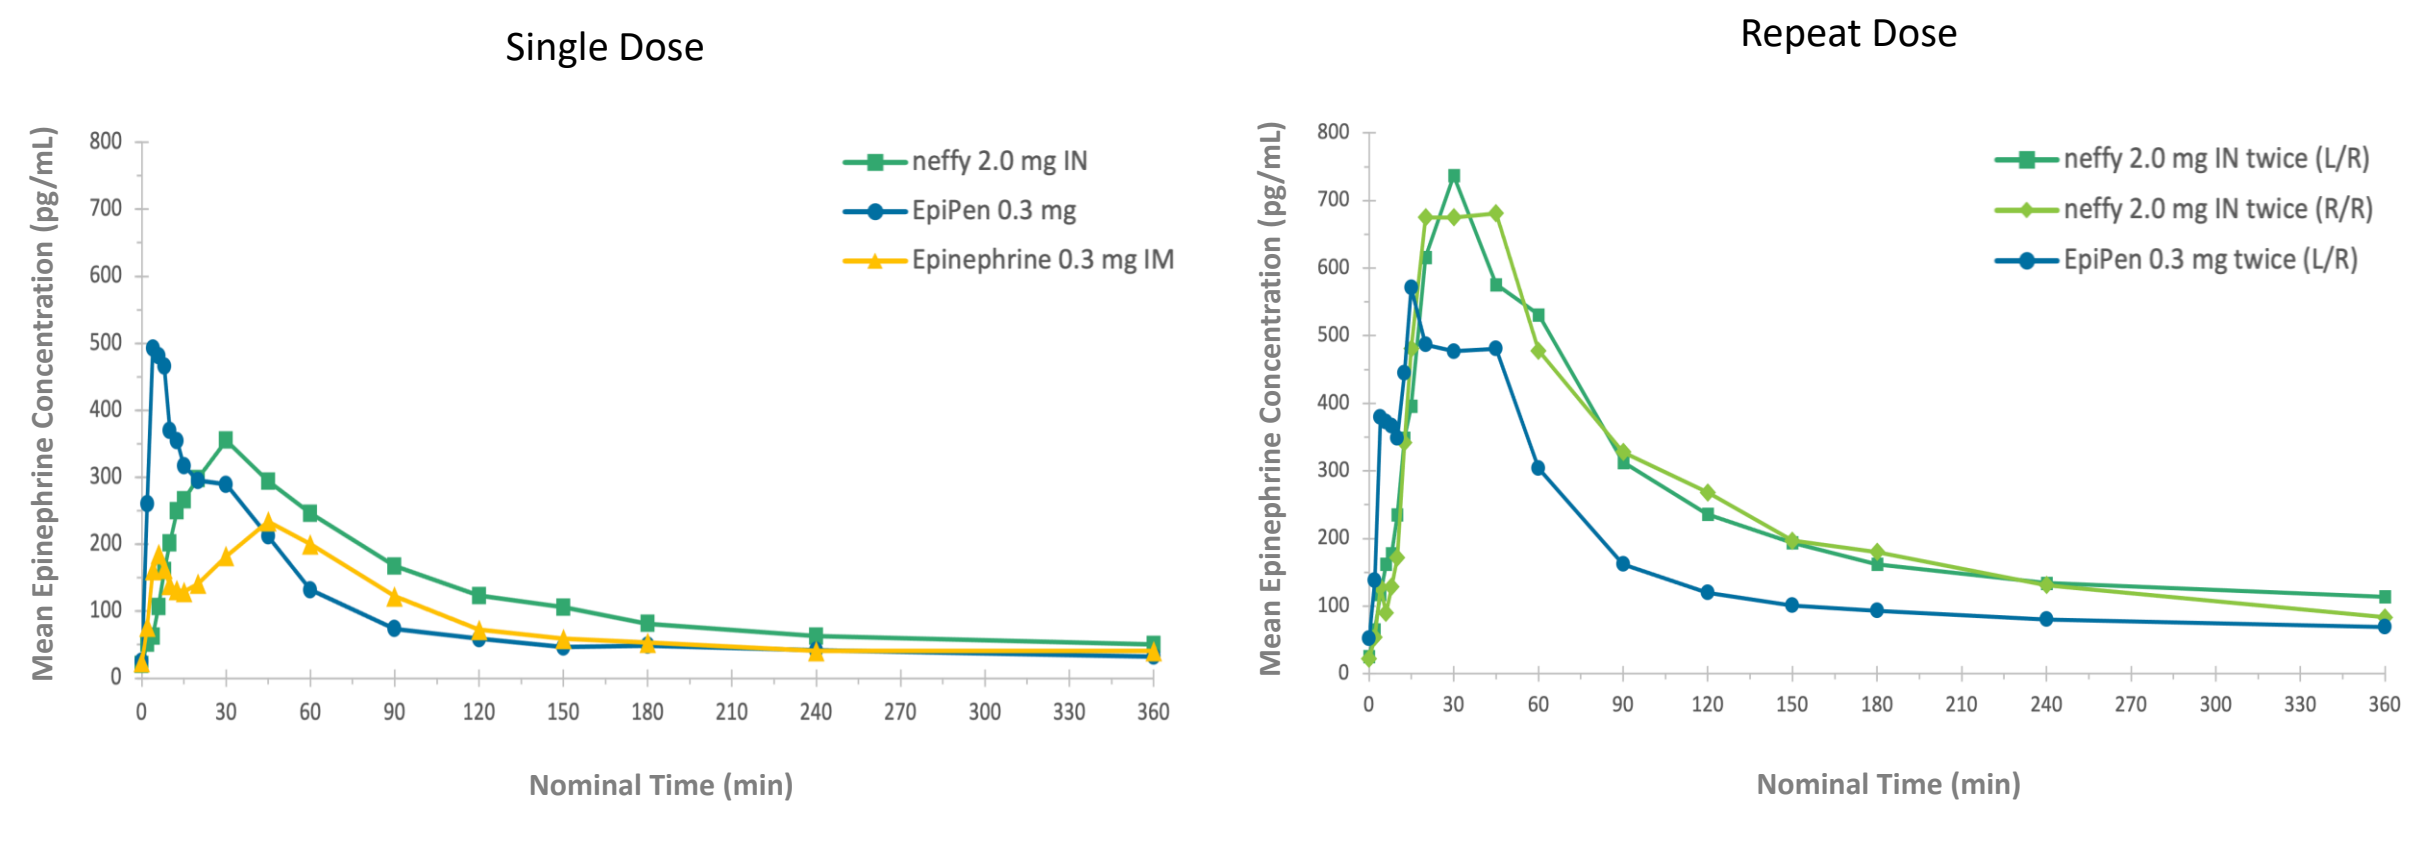 Single Dose
Mean Epinephrine Concentration (pg/mL)
800
700
600
500
400
300
200
100
0
neffy 2.0 mg IN
EpiPen 0.3 mg
Epinephrine 0.3 mg IM
0 30 60 90 120 150 180 210 240 270 300 330 360
Nominal Time (min)
Repeat Dose
Mean Epinephrine Concentration (pg/mL)
800
700
600
500
400
300
200
100
0
neffy 2.0 mg IN twice (L/R)
neffy 2.0 mg IN twice (R/R)
EpiPen 0.3 mg twice (L/R)
0 30 60 90 120 150 180 210 240 270 300 330 360
Nominal Time (min)